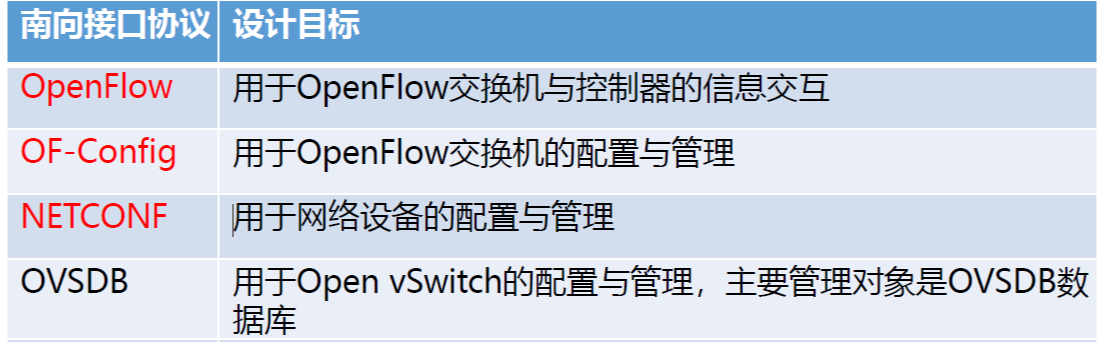 南向接口协议 设计目标
OpenFlow 用于OpenFlow交换机与控制器的信息交互
OF-Config 用于OpenFlow交换机的配置与管理
NETCONF 用于网络设备的配置与管理
OVSDB 用于Open vSwitch的配置与管理，主要管理对象是OVSDB数
据库